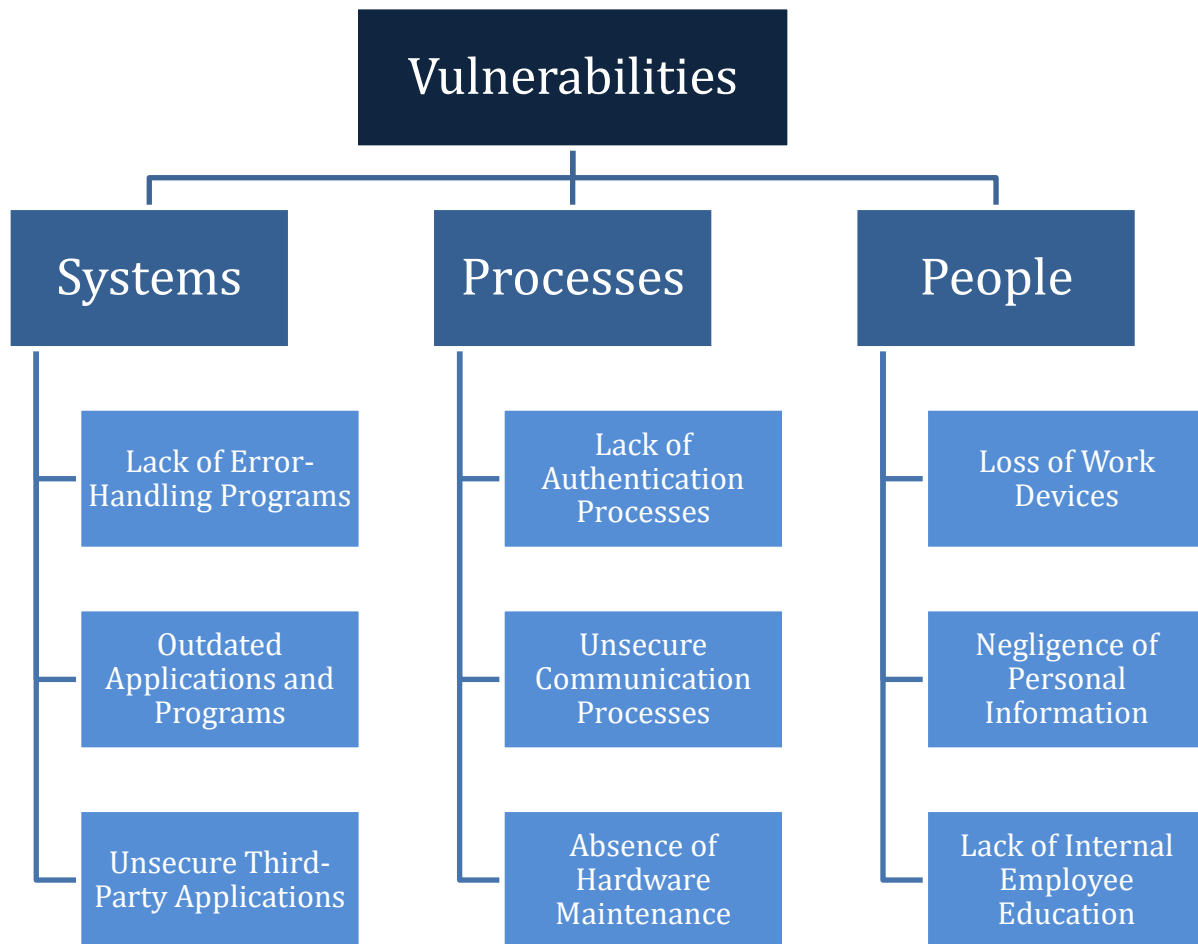 Vulnerabilities
Systems
Processes
People
Lack of Error-
Handling Programs
Lack of
Authentication
Processes
Loss of Work
Devices
Outdated
Applications and
Programs
Unsecure
Communication
Processes
Negligence of
Personal
Information
Unsecure Third-
Party Applications
Absence of
Hardware
Maintenance
Lack of Internal
Employee
Education